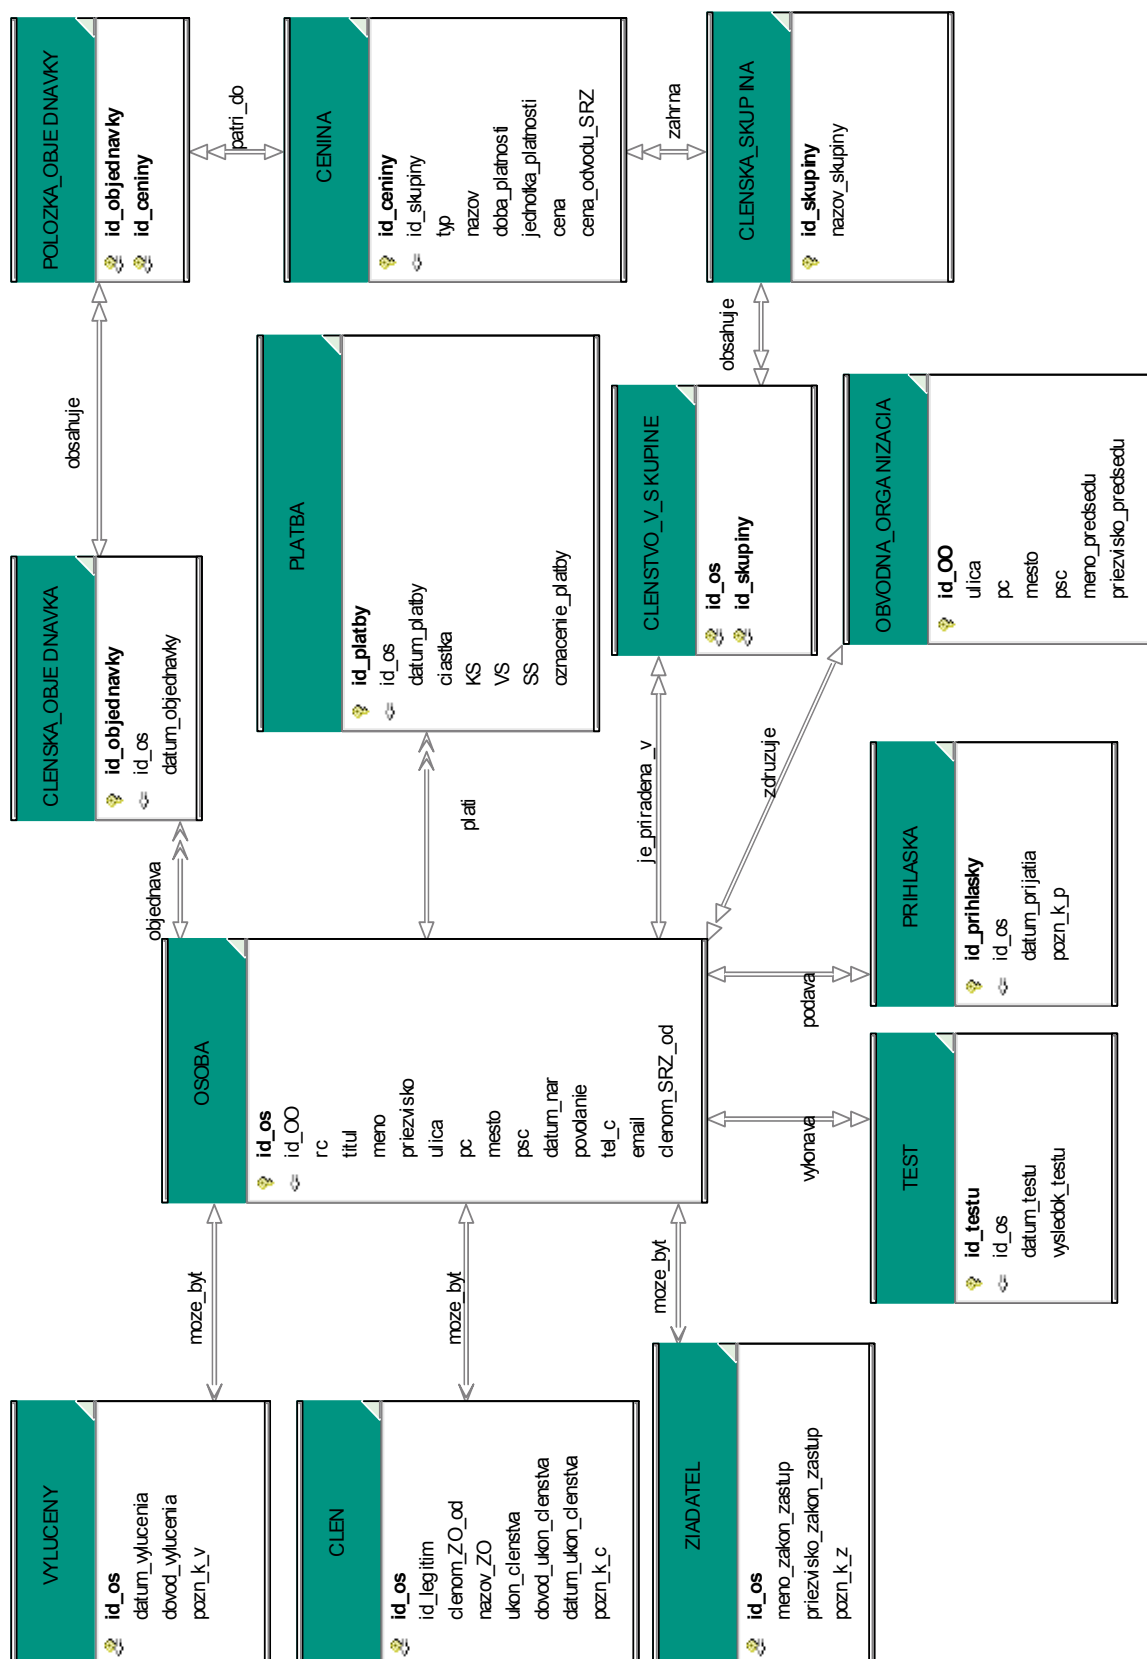 VYLUCENY
id_os
datum_vylucenia
dovod_vylucenia
pozn_k_v
moze_byt
CLEN
id_os
id_legitim
clenom_ZO_od
nazov_ZO
ukon_clenstva
dovod_ukon_clenstva
datum_ukon_clenstva
pozn_k_c
moze_byt
ZIADATEL
id_os
meno_zakon_zastup
priezvisko_zakon_zastup
pozn_k_z
moze_byt
OSOBA
id_os
id_OO
rc
titul
meno
priezvisko
ulica
pc
mesto
psc
datum_nar
povolanie
tel_c
email
clenom_SRZ_od
vykonava
TEST
id_testu
id_os
datum_testu
vysledok_testu
podava
PRIHLASKA
id_prihlasky
id_os
datum_prijatia
pozn_k_p
objednava
CLENSKA_OBJEDNAVKA
id_objednavky
id_os
datum_objednavky
plati
PLATBA
id_platby
id_os
datum_platby
ciastka
KS
VS
SS
oznacenie_platby
je_priradena_v
CLENSTVO_V_SKUPINE
id_os
id_skupiny
zdruzuje
OBVODNA_ORGANIZACIA
id_OO
ulica
pc
mesto
psc
meno_predsedu
priezvisko_predsedu
obsahuje
POLOZKA_OBJEDNAVKY
id_objednavky
id_ceniny
patri_do
CENINA
id_ceniny
id_skupiny
typ
nazov
doba_platnosti
jednotka_platnosti
cena
cena_odvodu_SRZ
zahrna
obsahuje
CLENSKA_SKUPINA
id_skupiny
nazov_skupiny